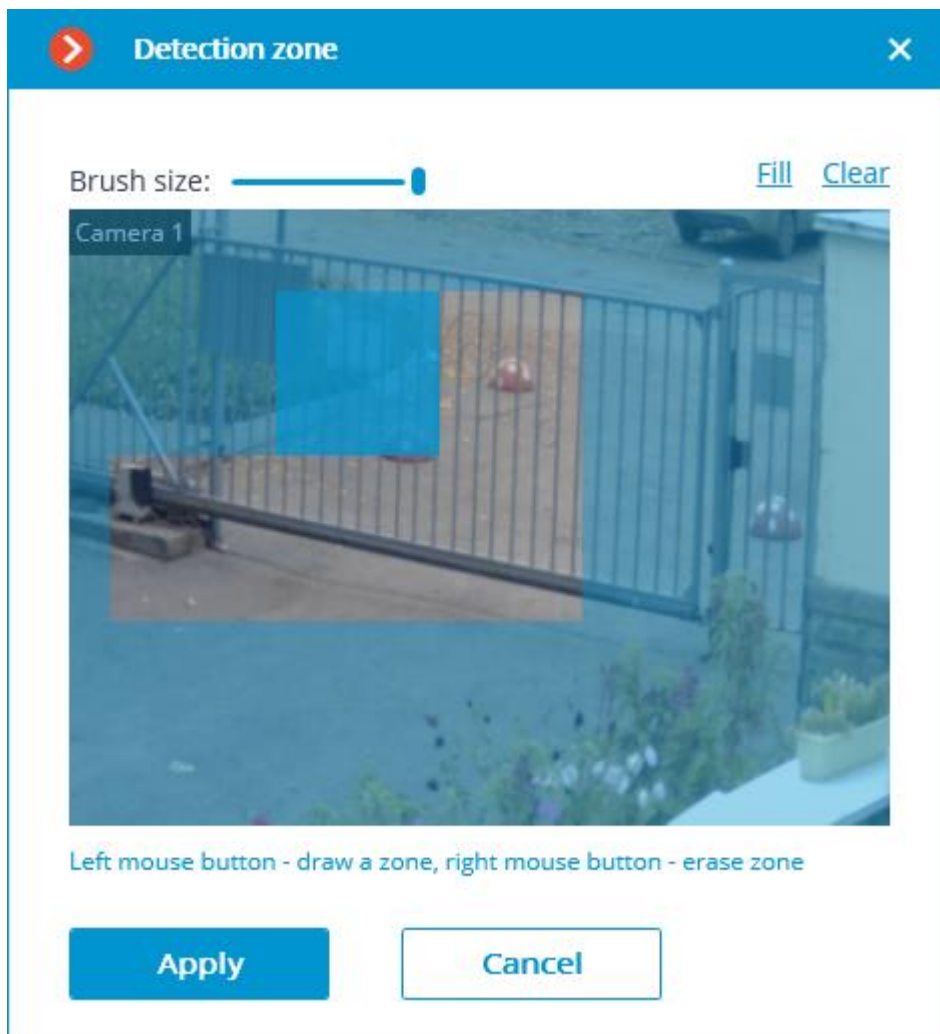 Detection zone
Brush size:
Fill Clear
Camera 1
Left mouse button - draw a zone, right mouse button - erase zone
Apply Cancel